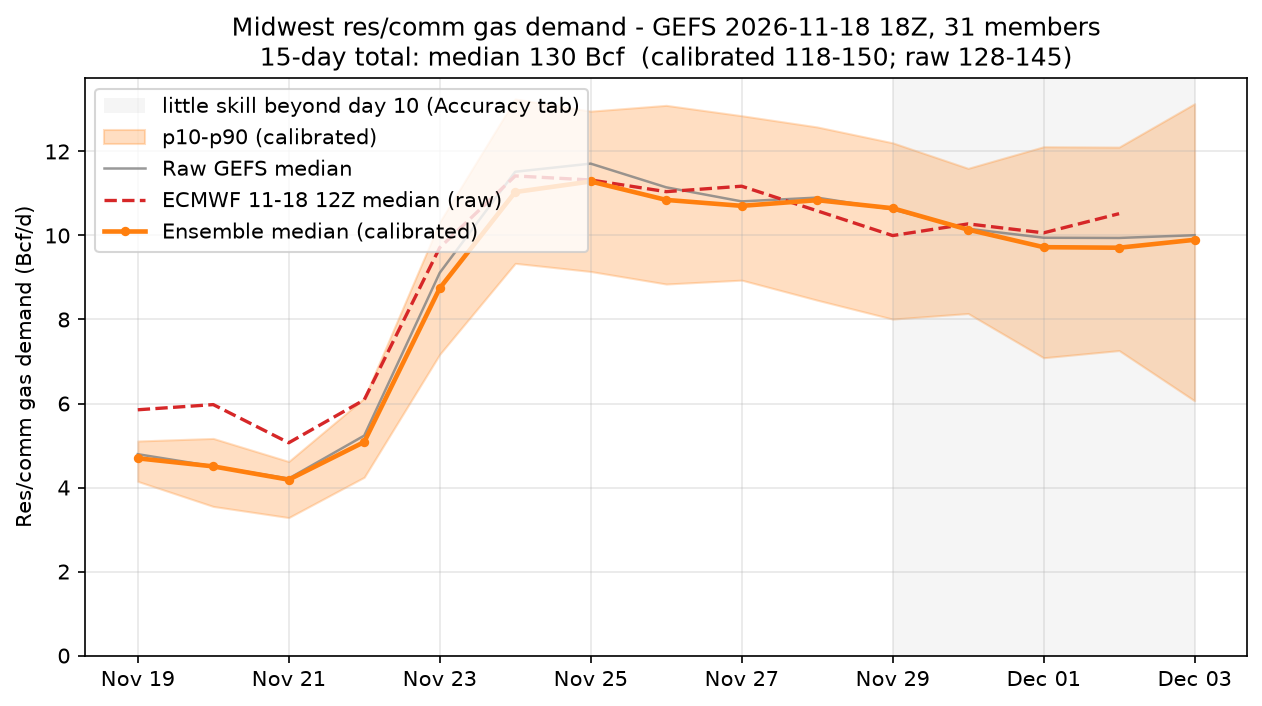 Midwest res/comm gas demand - GEFS 2026-11-18 18Z, 31 members
15-day total: median 130 Bcf  (calibrated 118-150; raw 128-145)
little skill beyond day 10 (Accuracy tab)
p10-p90 (calibrated)
Raw GEFS median
ECMWF 11-18 12Z median (raw)
Ensemble median (calibrated)
Res/comm gas demand (Bcf/d)
12
10
8
6
4
2
0
Nov 19
Nov 21
Nov 23
Nov 25
Nov 27
Nov 29
Dec 01
Dec 03